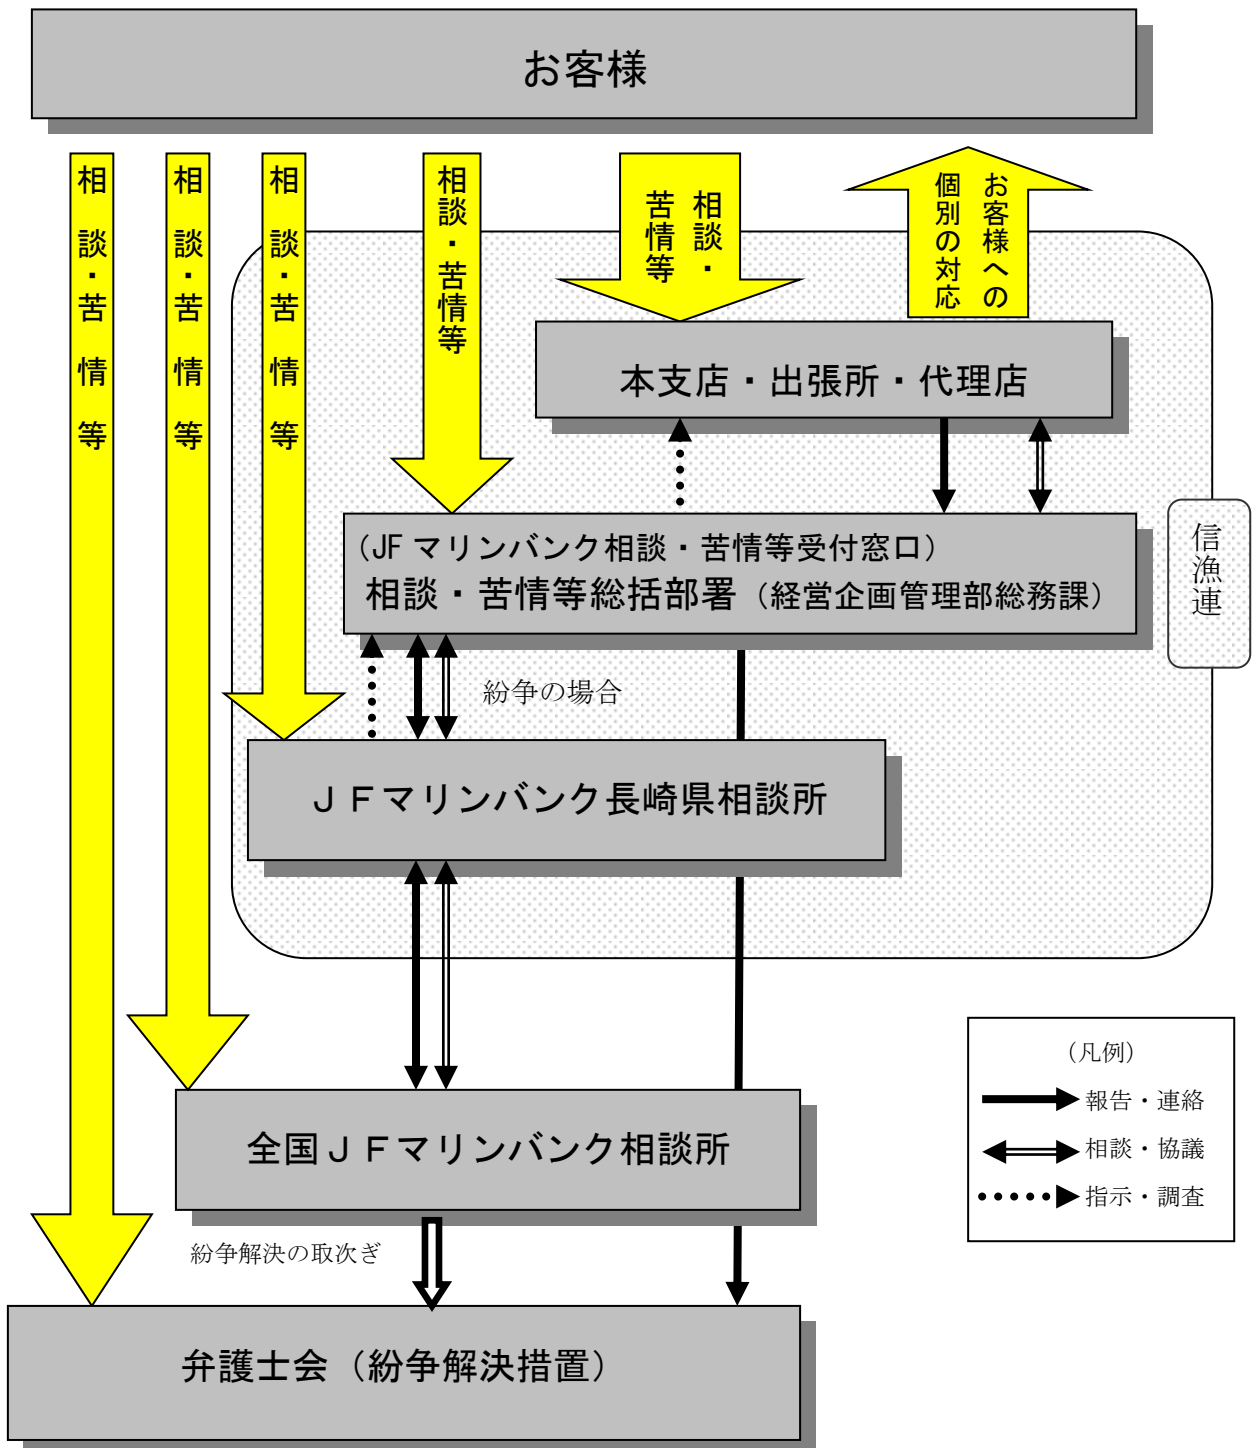 お客様
相談・苦情等
相談・苦情等
相談・苦情等
相談・苦情等
相談・
苦情等
お客様への
個別の対応
本支店・出張所・代理店
信漁連
（JFマリンバンク相談・苦情等受付窓口）
相談・苦情等総括部署（経営企画管理部総務課）
紛争の場合
ＪＦマリンバンク長崎県相談所
（凡例）
報告・連絡
相談・協議
指示・調査
全国ＪＦマリンバンク相談所
紛争解決の取次ぎ
弁護士会（紛争解決措置）